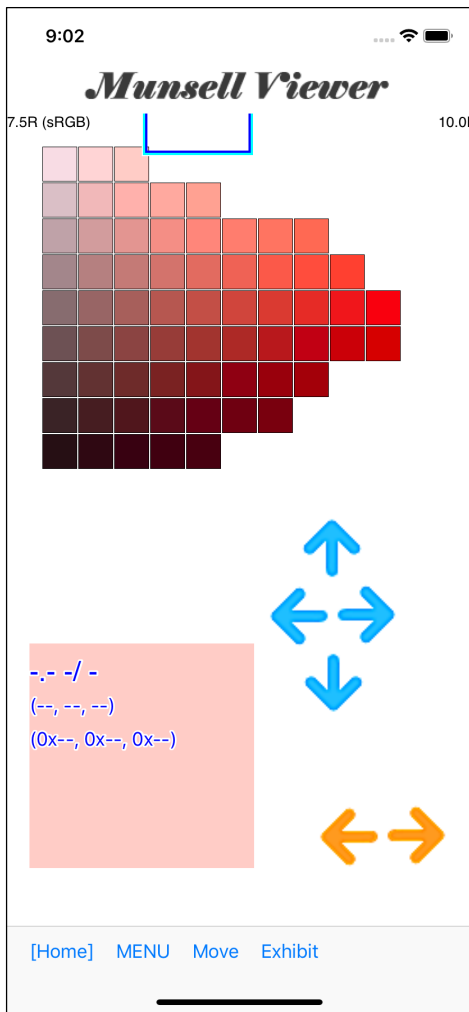 9:02
Munsell Viewer
7.5R (sRGB)
10.0
-.- -/ -
(--, --, --)
(0x--, 0x--, 0x--)
[Home] MENU Move Exhibit